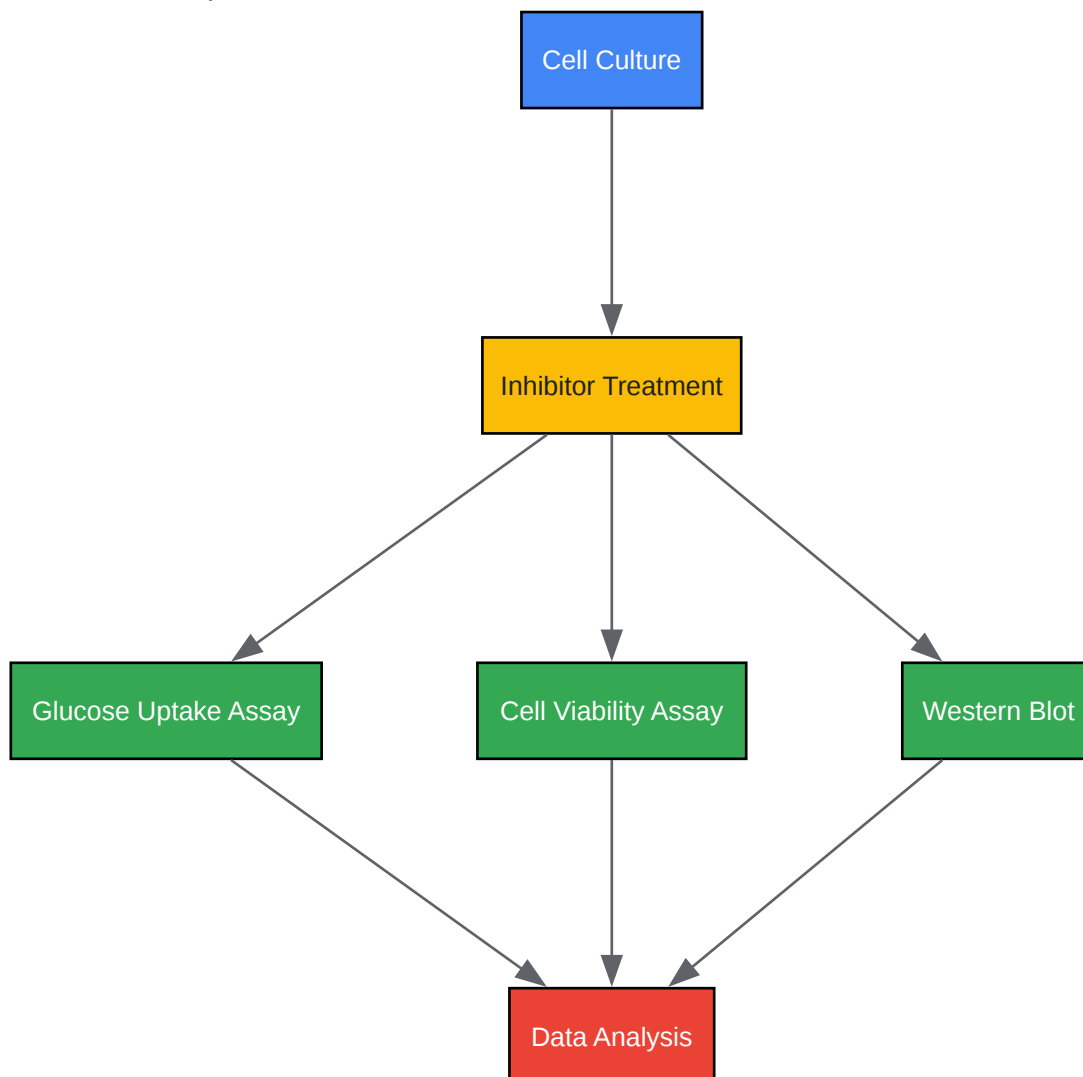 Cell Culture
Inhibitor Treatment
Glucose Uptake Assay
Cell Viability Assay
Western Blot
Data Analysis